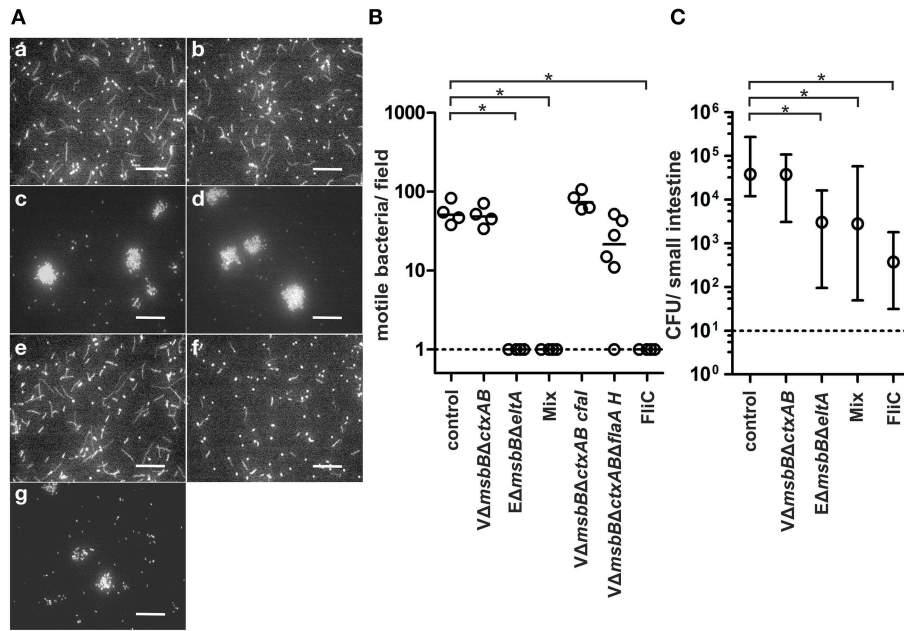 A
a
b
c
d
e
f
g
B
motile bacteria/ field
1000
100
10
1
*
*
*
control
VΔmsbBΔctxAB
EΔmsbBΔeltA
Mix
VΔmsbBΔctxAB cfaI
VΔmsbBΔctxABΔflaA H
FliC
C
CFU/ small intestine
10⁶
10⁵
10⁴
10³
10²
10¹
10⁰
*
*
*
control
VΔmsbBΔctxAB
EΔmsbBΔeltA
Mix
FliC